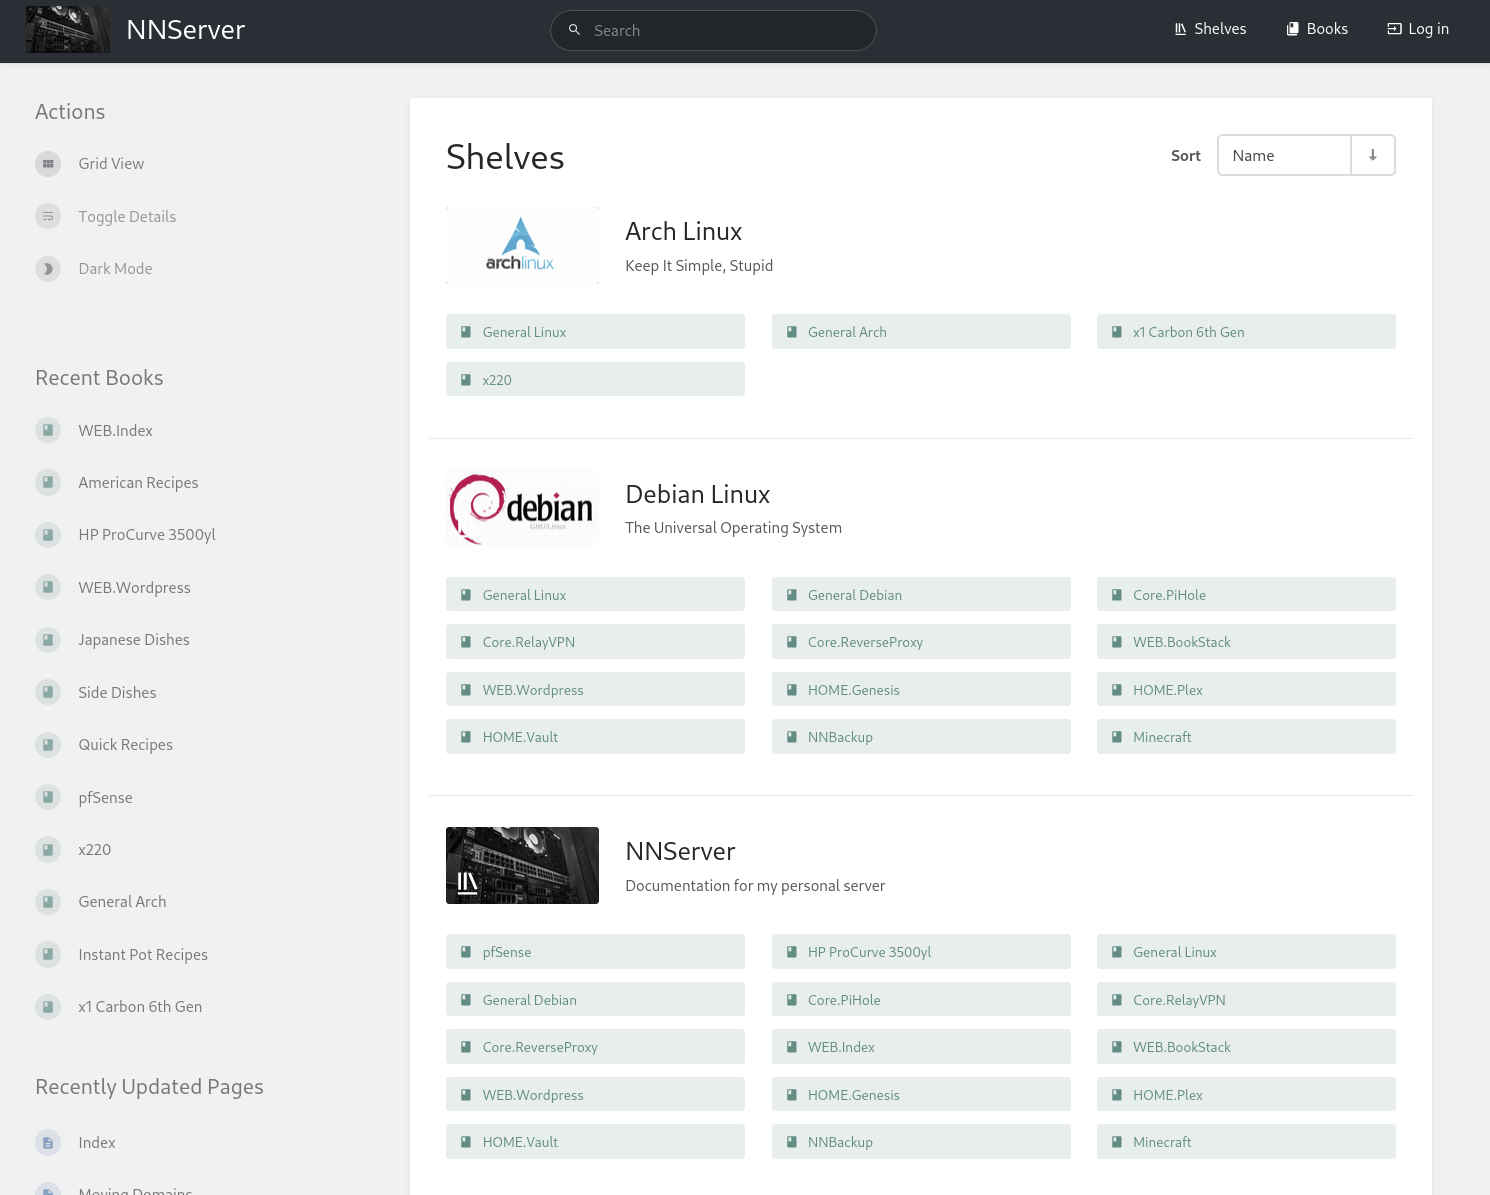 NNServer
Search
Shelves
Books
Log in
Actions
Grid View
Toggle Details
Dark Mode
Recent Books
WEB.Index
American Recipes
HP ProCurve 3500yl
WEB.Wordpress
Japanese Dishes
Side Dishes
Quick Recipes
pfSense
x220
General Arch
Instant Pot Recipes
x1 Carbon 6th Gen
Recently Updated Pages
Index
Moving Domains
Shelves
Sort
Name
archlinux
Arch Linux
Keep It Simple, Stupid
General Linux
General Arch
x1 Carbon 6th Gen
x220
debian
GNU/Linux
Debian Linux
The Universal Operating System
General Linux
General Debian
Core.PiHole
Core.RelayVPN
Core.ReverseProxy
WEB.BookStack
WEB.Wordpress
HOME.Genesis
HOME.Plex
HOME.Vault
NNBackup
Minecraft
NNServer
Documentation for my personal server
pfSense
HP ProCurve 3500yl
General Linux
General Debian
Core.PiHole
Core.RelayVPN
Core.ReverseProxy
WEB.Index
WEB.BookStack
WEB.Wordpress
HOME.Genesis
HOME.Plex
HOME.Vault
NNBackup
Minecraft